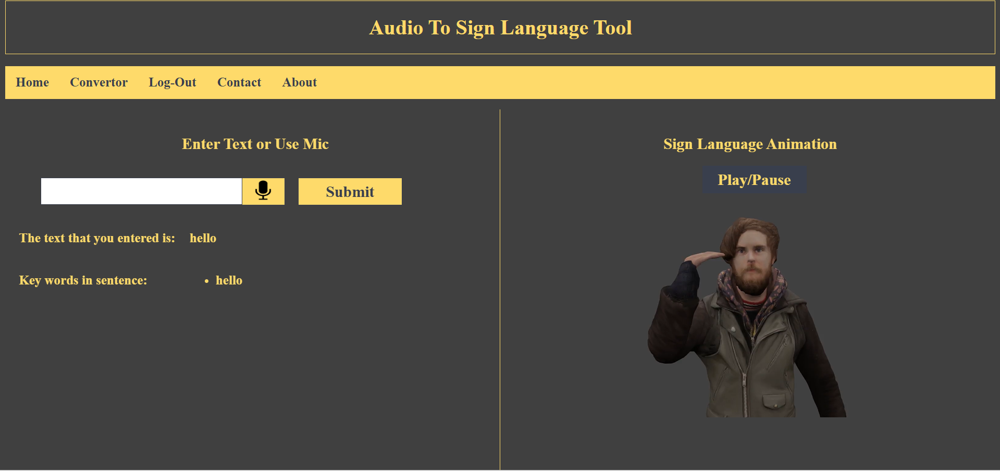 Audio To Sign Language Tool
Home Convertor Log-Out Contact About
Enter Text or Use Mic
Submit
The text that you entered is: hello
Key words in sentence: • hello
Sign Language Animation
Play/Pause